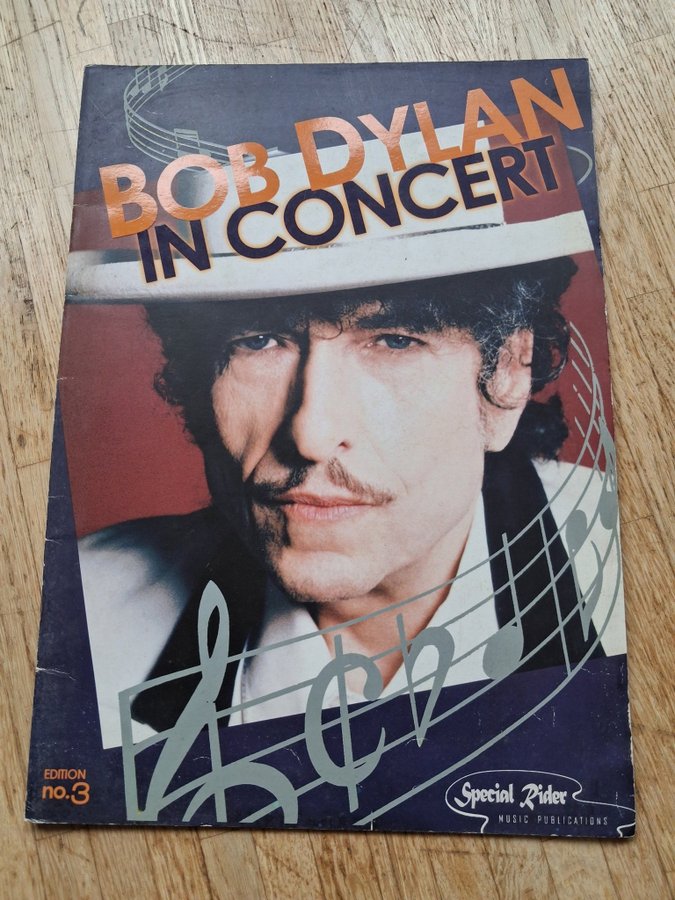 BOB DYLAN
IN CONCERT
EDITION
no.3
Special Rider
MUSIC PUBLICATIONS